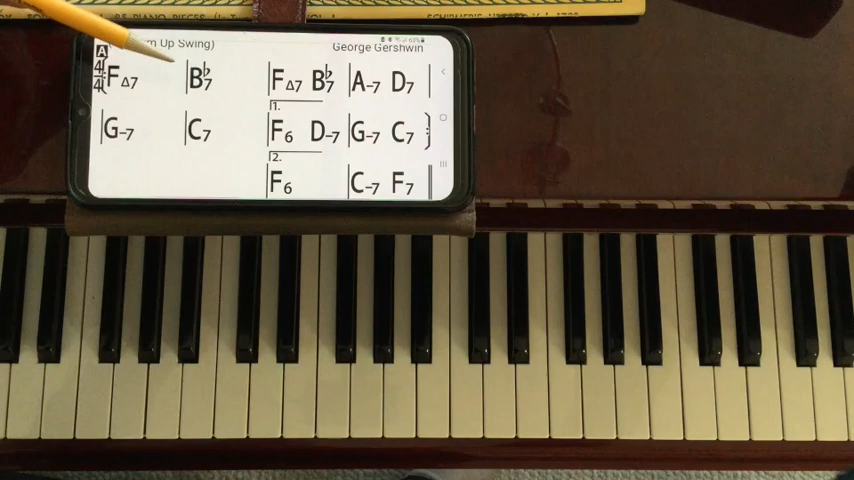 Up Swing)
George Gershwin
A
4/4 FΔ7 | B♭7 | FΔ7 B♭7 | A-7 D7 |
1.
| G-7 | C7 | F6 D-7 | G-7 C7 :}
2.
| F6 | C-7 F7 ||